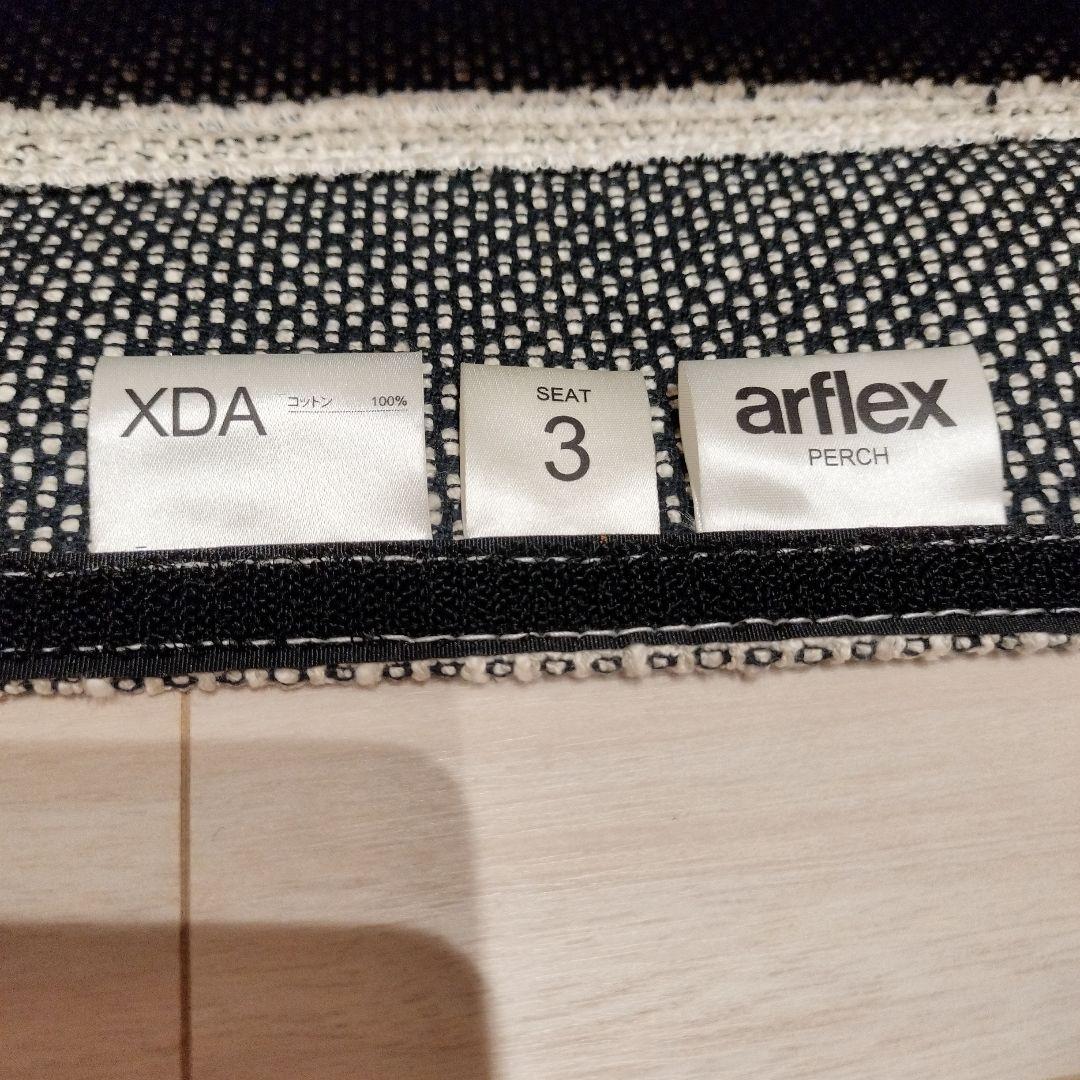 XDA コットン 100%
SEAT
3
arflex
PERCH